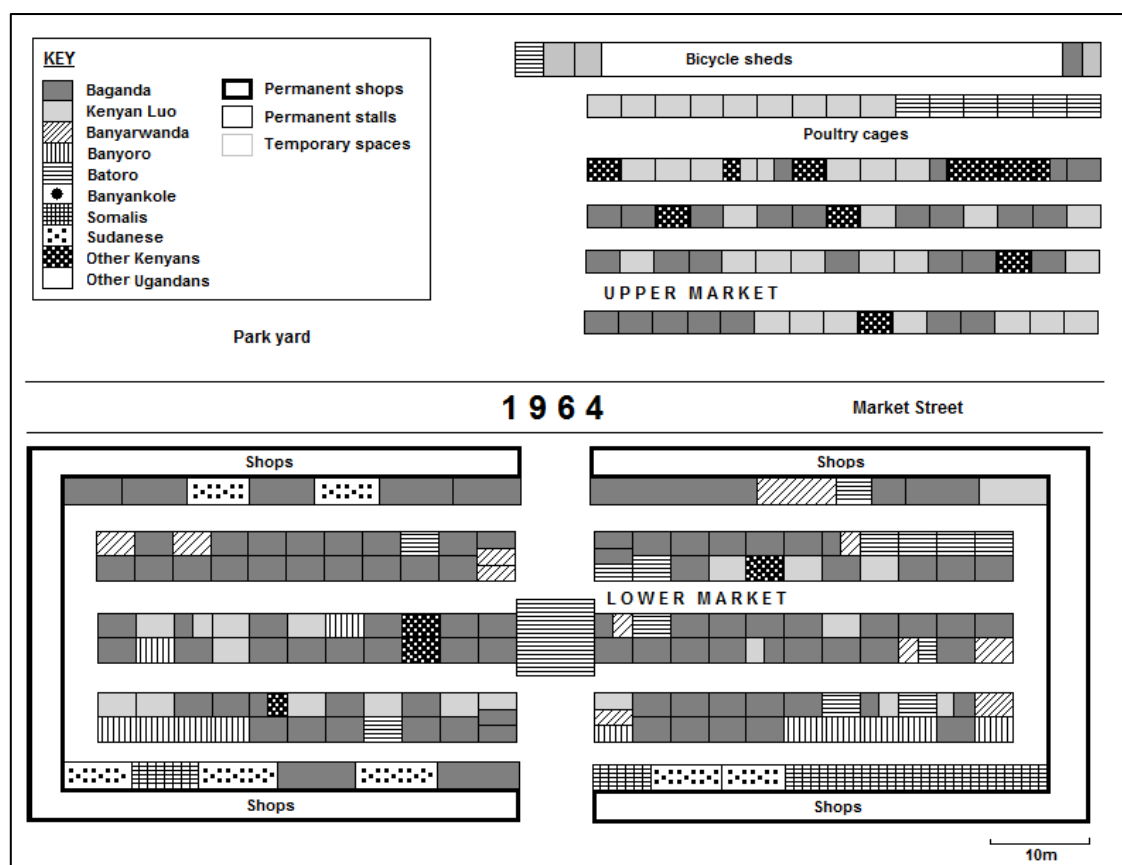 KEY
Baganda
Kenyan Luo
Banyarwanda
Banyoro
Batoro
Banyankole
Somalis
Sudanese
Other Kenyans
Other Ugandans
Permanent shops
Permanent stalls
Temporary spaces
Bicycle sheds
Poultry cages
UPPER MARKET
Park yard
1964
Market Street
Shops
Shops
LOWER MARKET
Shops
Shops
10m